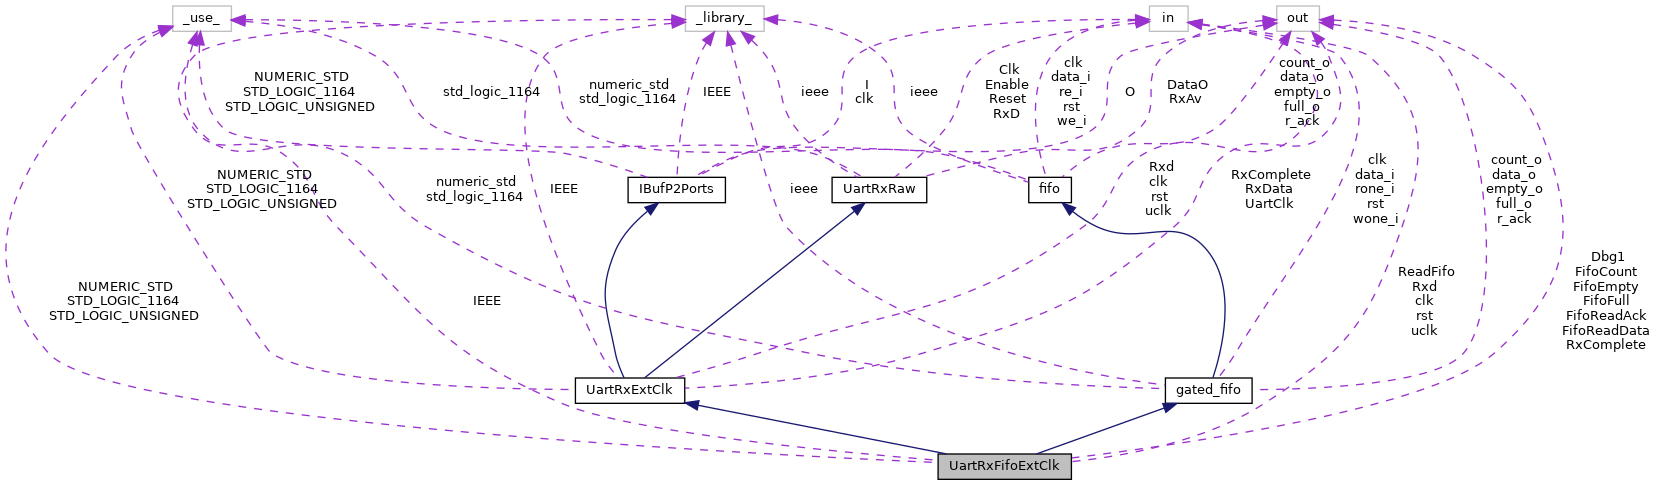 _use_
_library_
in
out
NUMERIC_STD
STD_LOGIC_1164
STD_LOGIC_UNSIGNED
std_logic_1164
numeric_std
std_logic_1164
IEEE
ieee
I
clk
ieee
Clk
Enable
Reset
RxD
clk
data_i
re_i
rst
we_i
O
DataO
RxAv
count_o
data_o
empty_o
full_o
r_ack
NUMERIC_STD
STD_LOGIC_1164
STD_LOGIC_UNSIGNED
numeric_std
std_logic_1164
IEEE
IBufP2Ports
ieee
UartRxRaw
fifo
Rxd
clk
rst
uclk
RxComplete
RxData
UartClk
clk
data_i
rone_i
rst
wone_i
count_o
data_o
empty_o
full_o
r_ack
NUMERIC_STD
STD_LOGIC_1164
STD_LOGIC_UNSIGNED
IEEE
ReadFifo
Rxd
clk
rst
uclk
Dbg1
FifoCount
FifoEmpty
FifoFull
FifoReadAck
FifoReadData
RxComplete
UartRxExtClk
gated_fifo
UartRxFifoExtClk